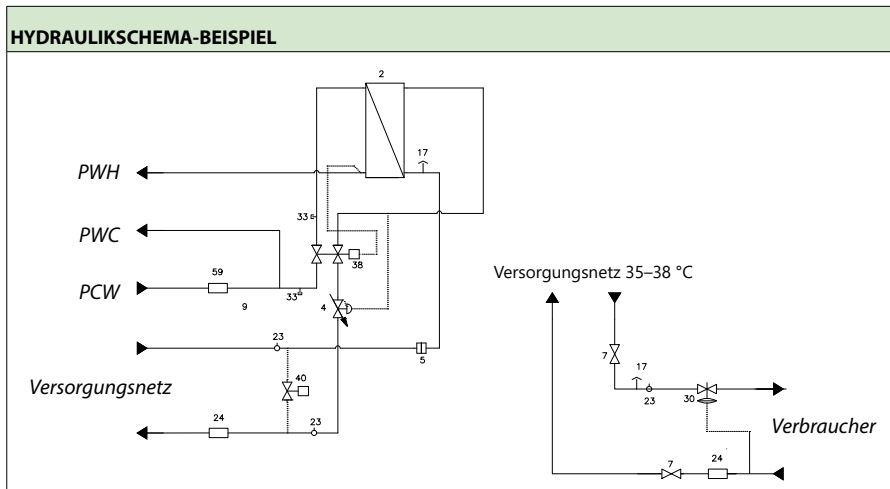 HYDRAULIKSCHEMA-BEISPIEL
2
17
PWH
33
PWC
38
59
Versorgungsnetz 35–38 °C
PCW
33
9
4
23
5
7
17
40
23
30
Versorgungsnetz
24
23
Verbraucher
7
24